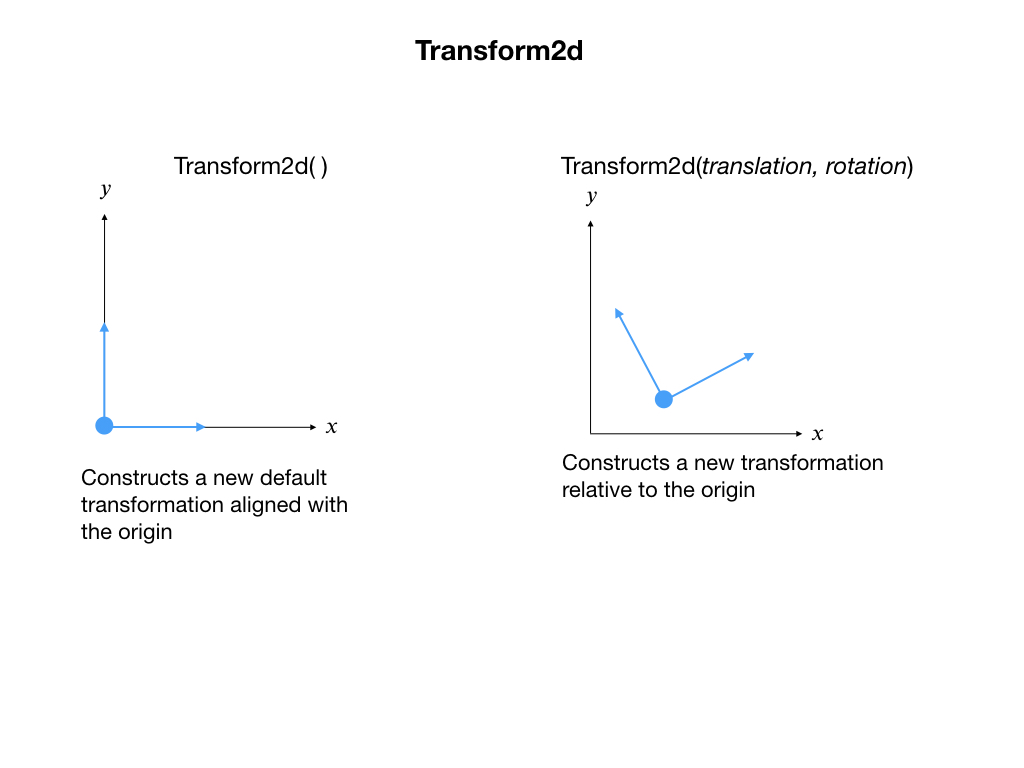 Transform2d
Transform2d( )
y
x
Constructs a new default
transformation aligned with
the origin
Transform2d(translation, rotation)
y
x
Constructs a new transformation
relative to the origin